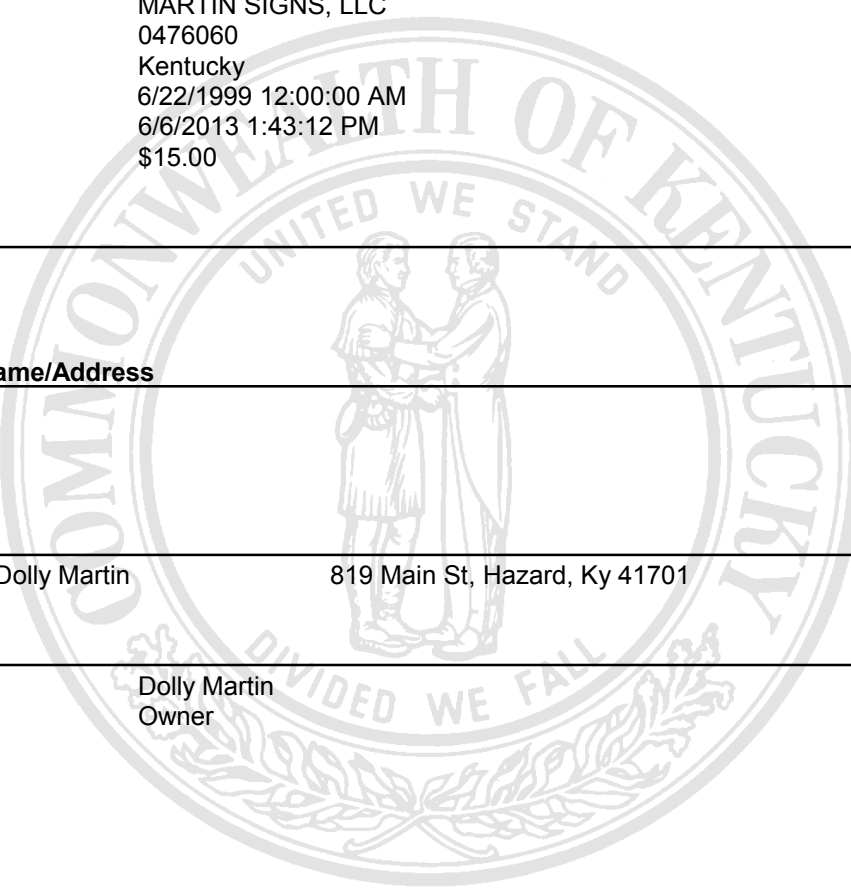 MARTIN SIGNS, LLC
0476060
Kentucky
6/22/1999 12:00:00 AM
6/6/2013 1:43:12 PM
$15.00
COMMONWEALTH OF KENTUCKY
UNITED WE STAND
ame/Address
Dolly Martin 819 Main St, Hazard, Ky 41701
DIVIDED WE FALL
Dolly Martin
Owner